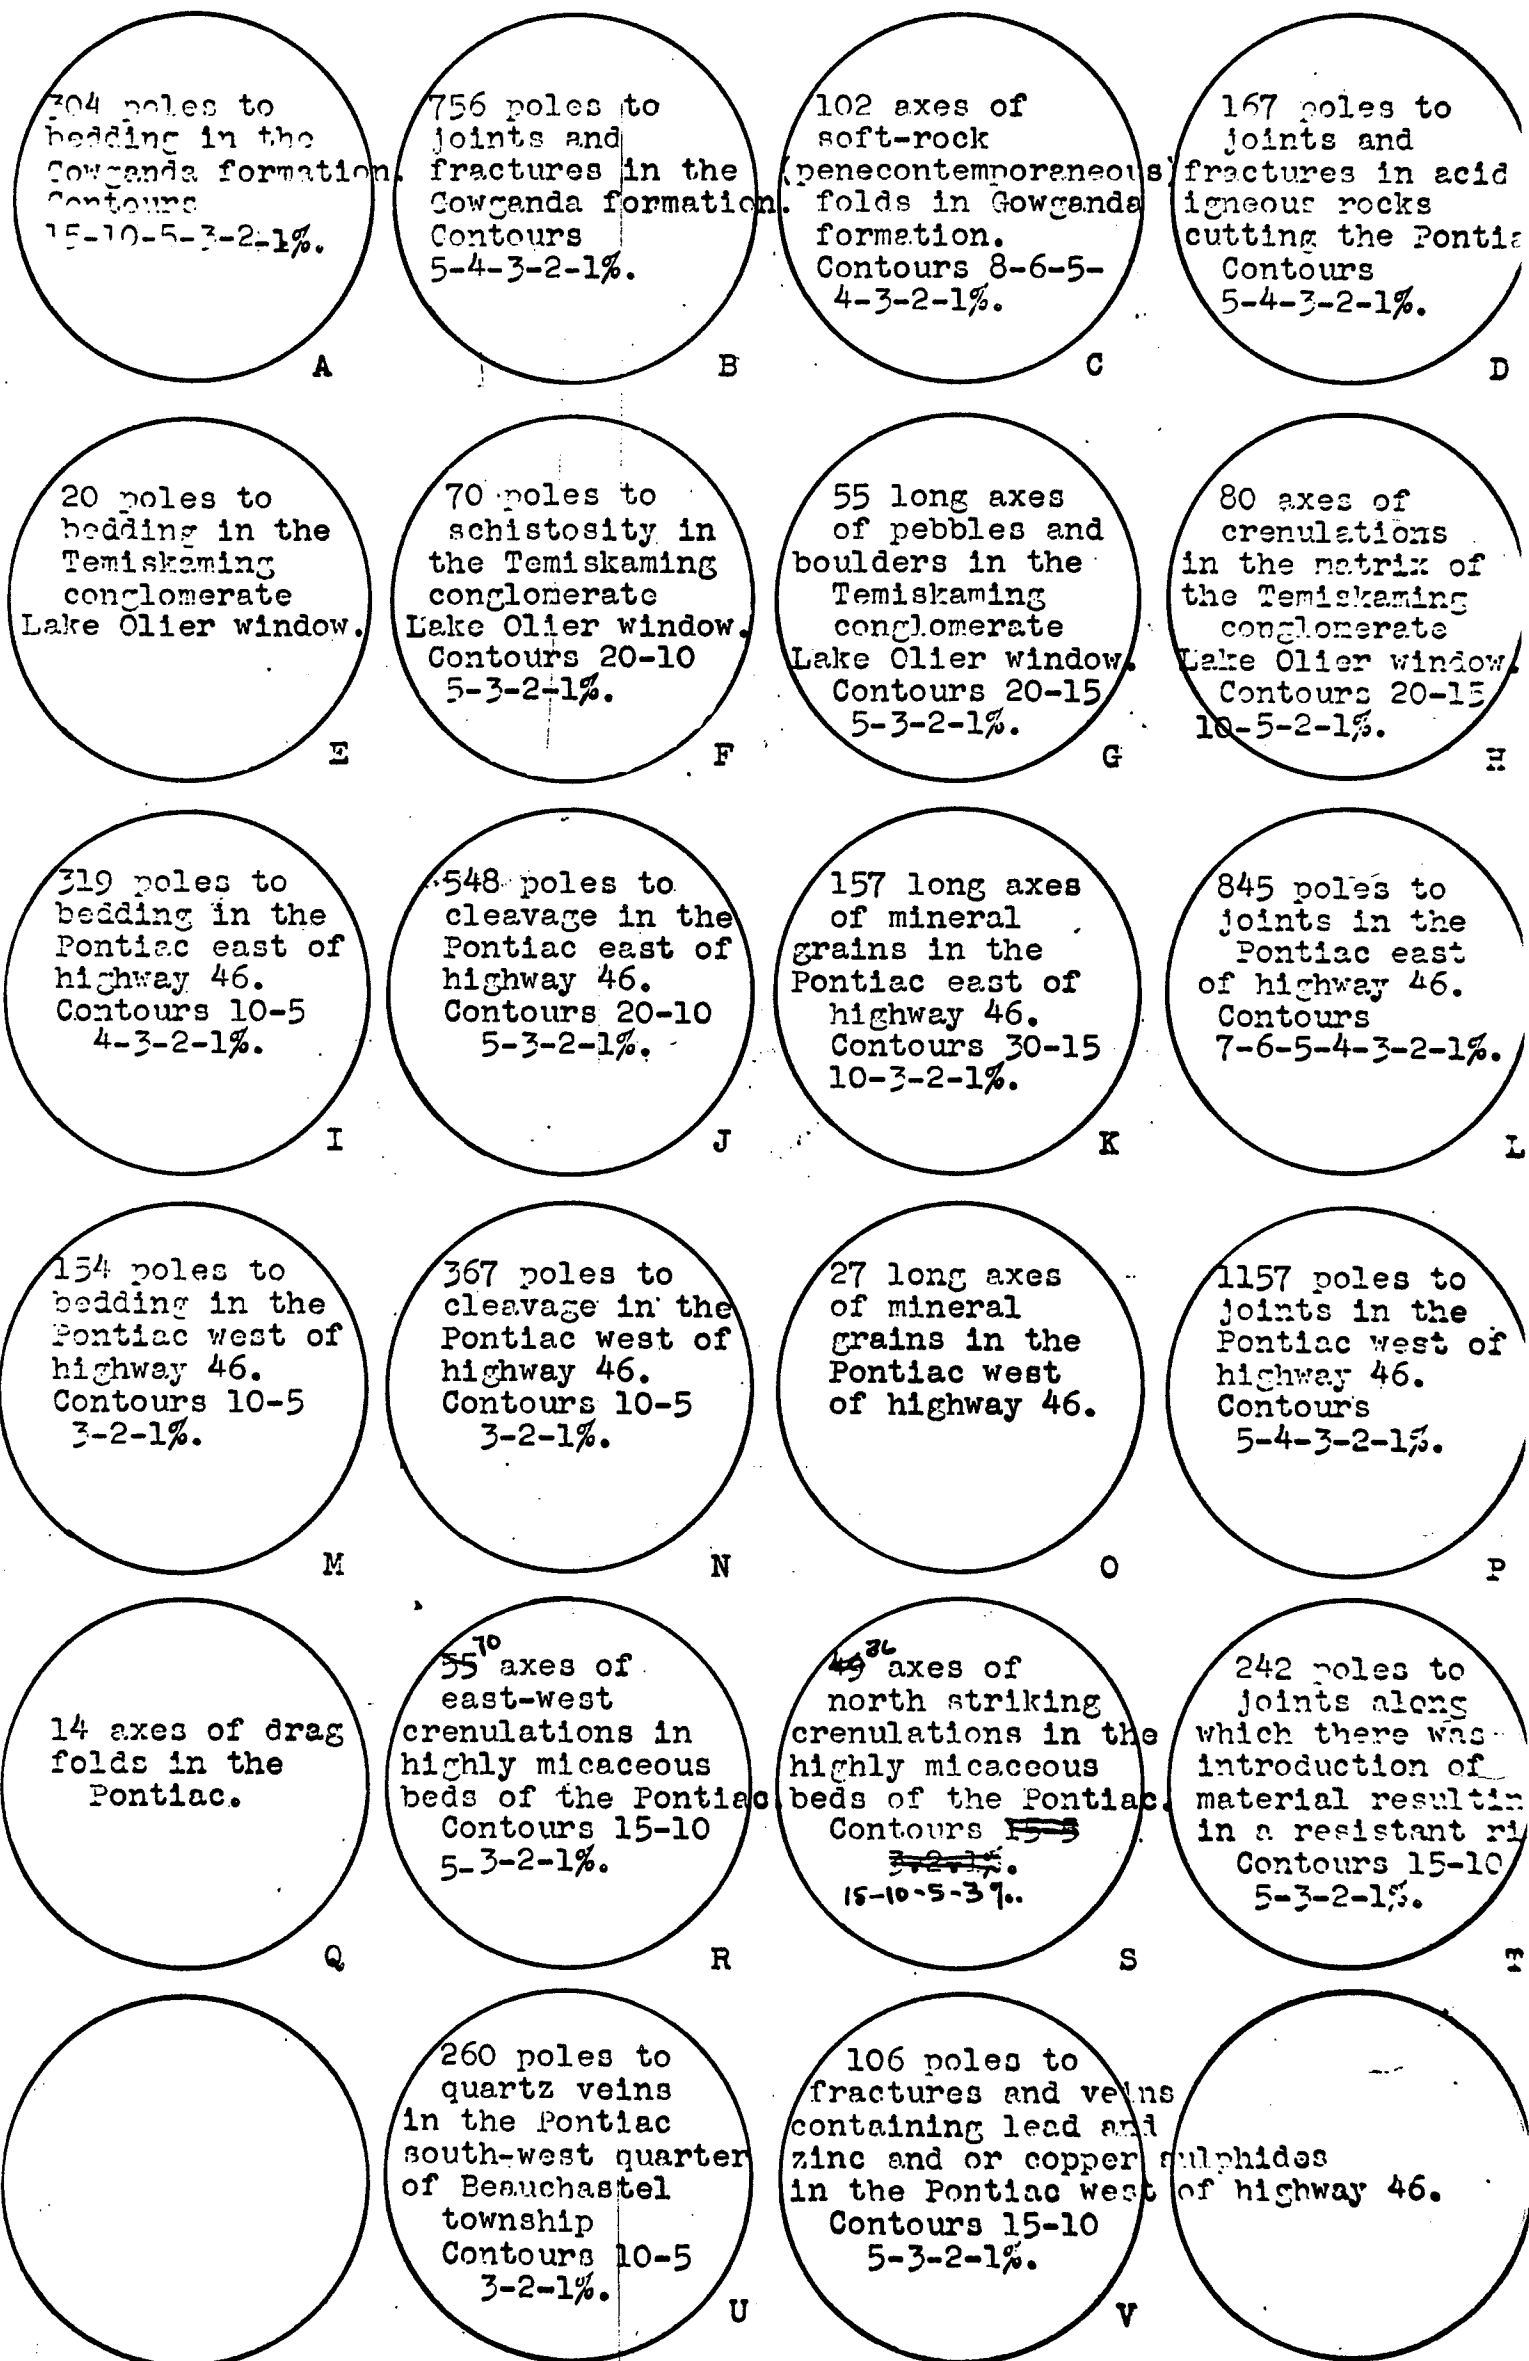 304 poles to
bedding in the
Gowganda formation.
Contours
15-10-5-3-2-1%.
A
756 poles to
joints and
fractures in the
Gowganda formation.
Contours
5-4-3-2-1%.
B
102 axes of
soft-rock
(penecontemporaneous)
folds in Gowganda
formation.
Contours 8-6-5-
4-3-2-1%.
C
167 poles to
joints and
fractures in acid
igneous rocks
cutting the Pontia
Contours
5-4-3-2-1%.
D
20 poles to
bedding in the
Temiskaming
conglomerate
Lake Olier window.
E
70 poles to
schistosity in
the Temiskaming
conglomerate
Lake Olier window.
Contours 20-10
5-3-2-1%.
F
55 long axes
of pebbles and
boulders in the
Temiskaming
conglomerate
Lake Olier window.
Contours 20-15
5-3-2-1%.
G
80 axes of
crenulations
in the matrix of
the Temiskaming
conglomerate
Lake Olier window.
Contours 20-15
10-5-2-1%.
H
319 poles to
bedding in the
Pontiac east of
highway 46.
Contours 10-5
4-3-2-1%.
I
548 poles to
cleavage in the
Pontiac east of
highway 46.
Contours 20-10
5-3-2-1%.
J
157 long axes
of mineral
grains in the
Pontiac east of
highway 46.
Contours 30-15
10-3-2-1%.
K
845 poles to
joints in the
Pontiac east
of highway 46.
Contours
7-6-5-4-3-2-1%.
L
154 poles to
bedding in the
Pontiac west of
highway 46.
Contours 10-5
3-2-1%.
M
367 poles to
cleavage in the
Pontiac west of
highway 46.
Contours 10-5
3-2-1%.
N
27 long axes
of mineral
grains in the
Pontiac west
of highway 46.
O
1157 poles to
joints in the
Pontiac west of
highway 46.
Contours
5-4-3-2-1%.
P
14 axes of drag
folds in the
Pontiac.
Q
55 70 axes of
east-west
crenulations in
highly micaceous
beds of the Pontiac.
Contours 15-10
5-3-2-1%.
R
49 axes of
north striking
crenulations in the
highly micaceous
beds of the Pontiac.
Contours 15-5
3-2-1%.
15-10-5-3%.
S
242 poles to
joints along
which there was
introduction of
material resultin
in a resistant ri
Contours 15-10
5-3-2-1%.
T
260 poles to
quartz veins
in the Pontiac
south-west quarter
of Beauchastel
township
Contours 10-5
3-2-1%.
U
106 poles to
fractures and veins
containing lead and
zinc and or copper sulphides
in the Pontiac west of highway 46.
Contours 15-10
5-3-2-1%.
V